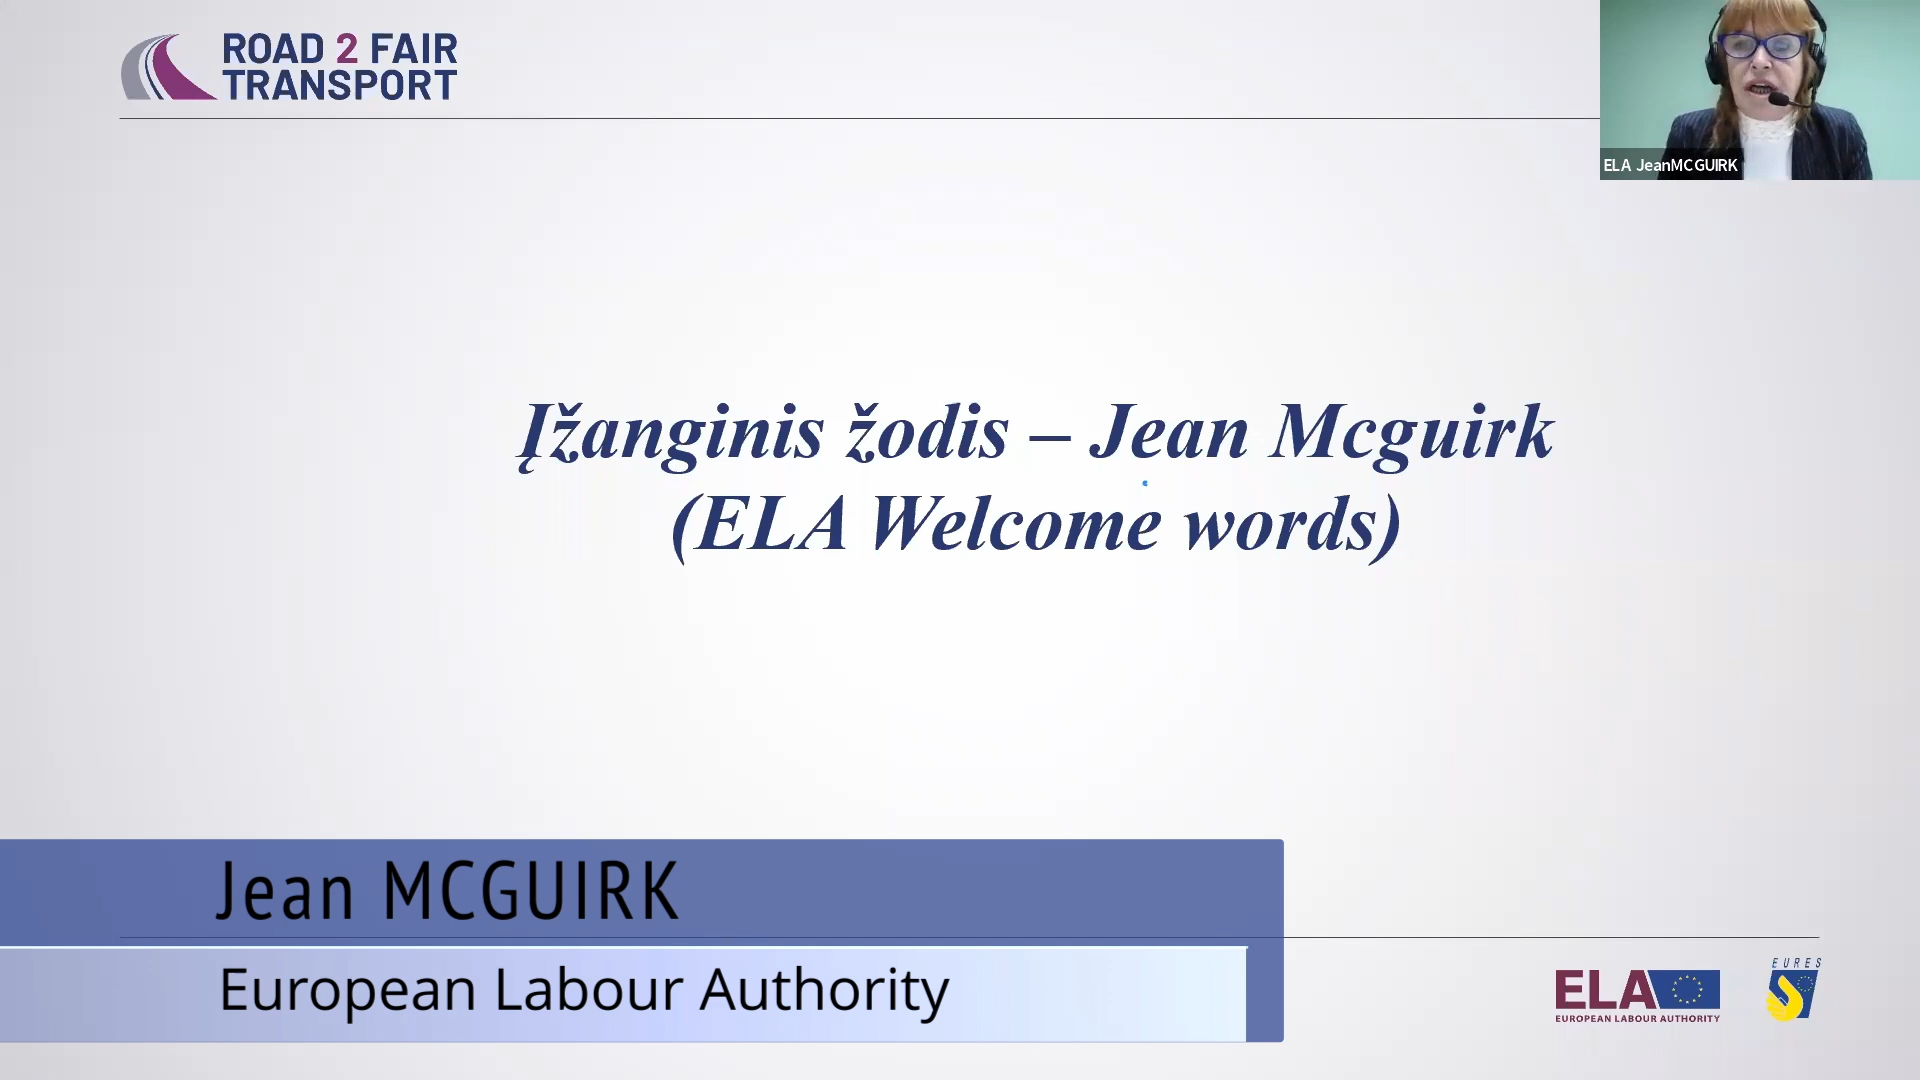 ROAD 2 FAIR
TRANSPORT
ELA JeanMCGUIRK
Įžanginis žodis – Jean Mcguirk
(ELA Welcome words)
Jean MCGUIRK
European Labour Authority
ELA
EUROPEAN LABOUR AUTHORITY
EURES